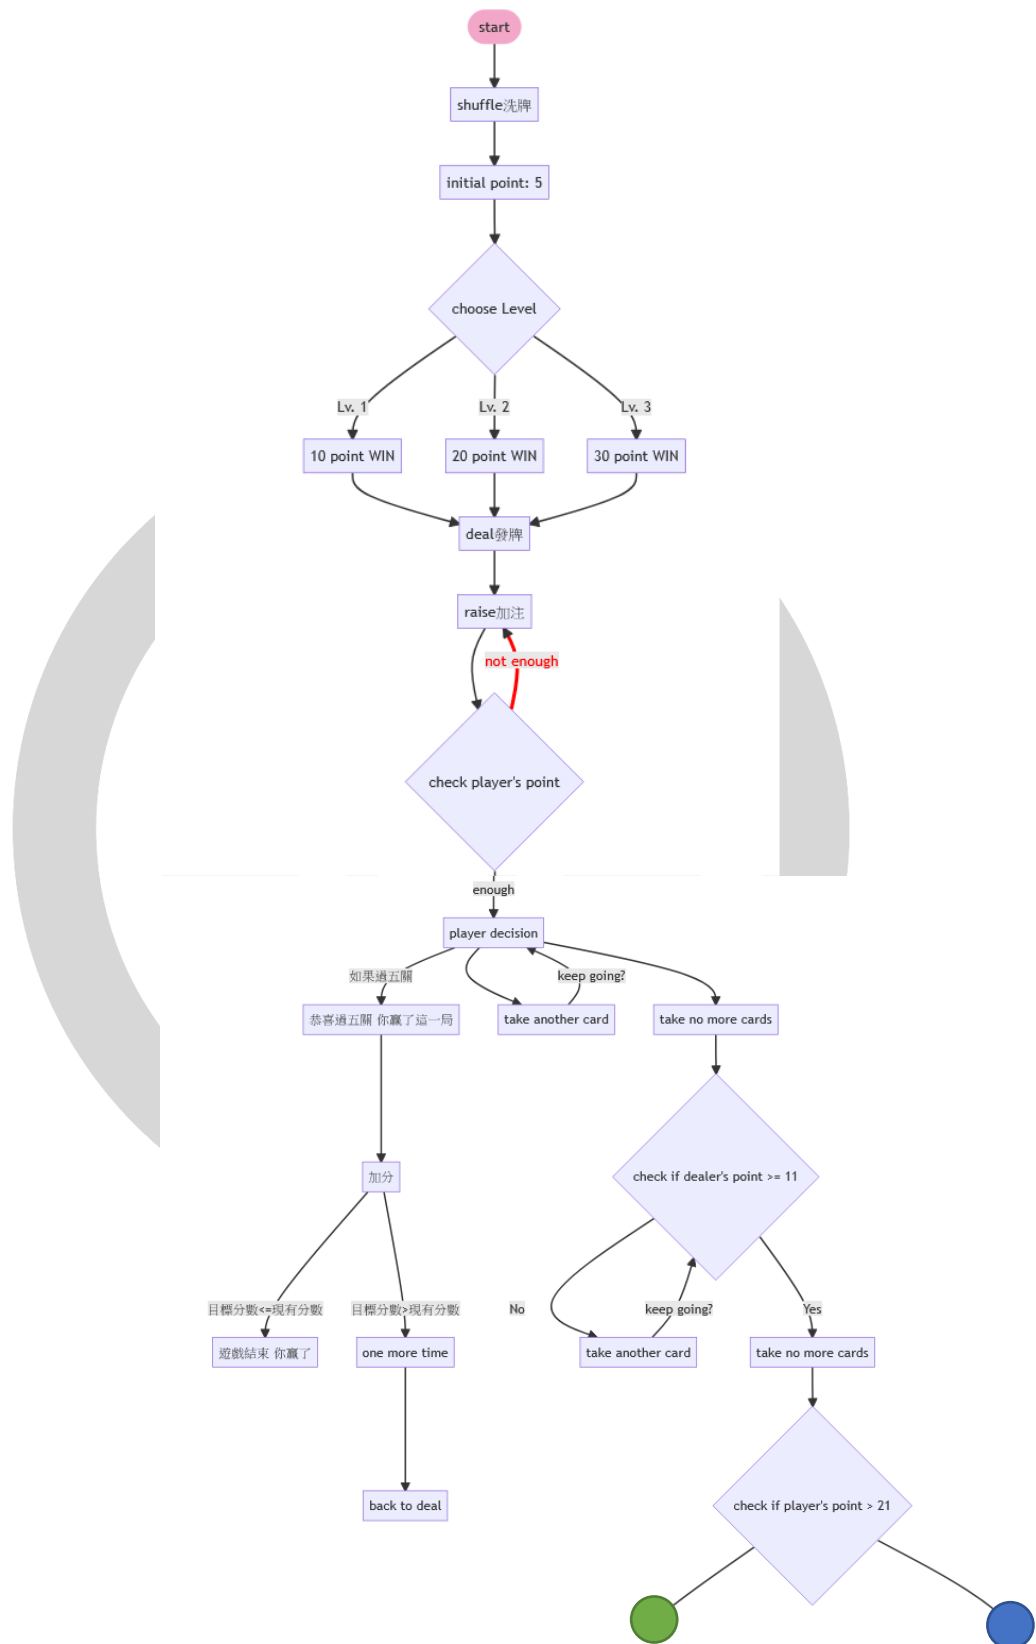 start
shuffle洗牌
initial point: 5
choose Level
Lv. 1
Lv. 2
Lv. 3
10 point WIN
20 point WIN
30 point WIN
deal發牌
raise加注
not enough
check player's point
enough
player decision
如果過五關
keep going?
恭喜過五關 你贏了這一局
take another card
take no more cards
加分
check if dealer's point >= 11
目標分數<=現有分數
目標分數>現有分數
No
keep going?
Yes
遊戲結束 你贏了
one more time
take another card
take no more cards
back to deal
check if player's point > 21